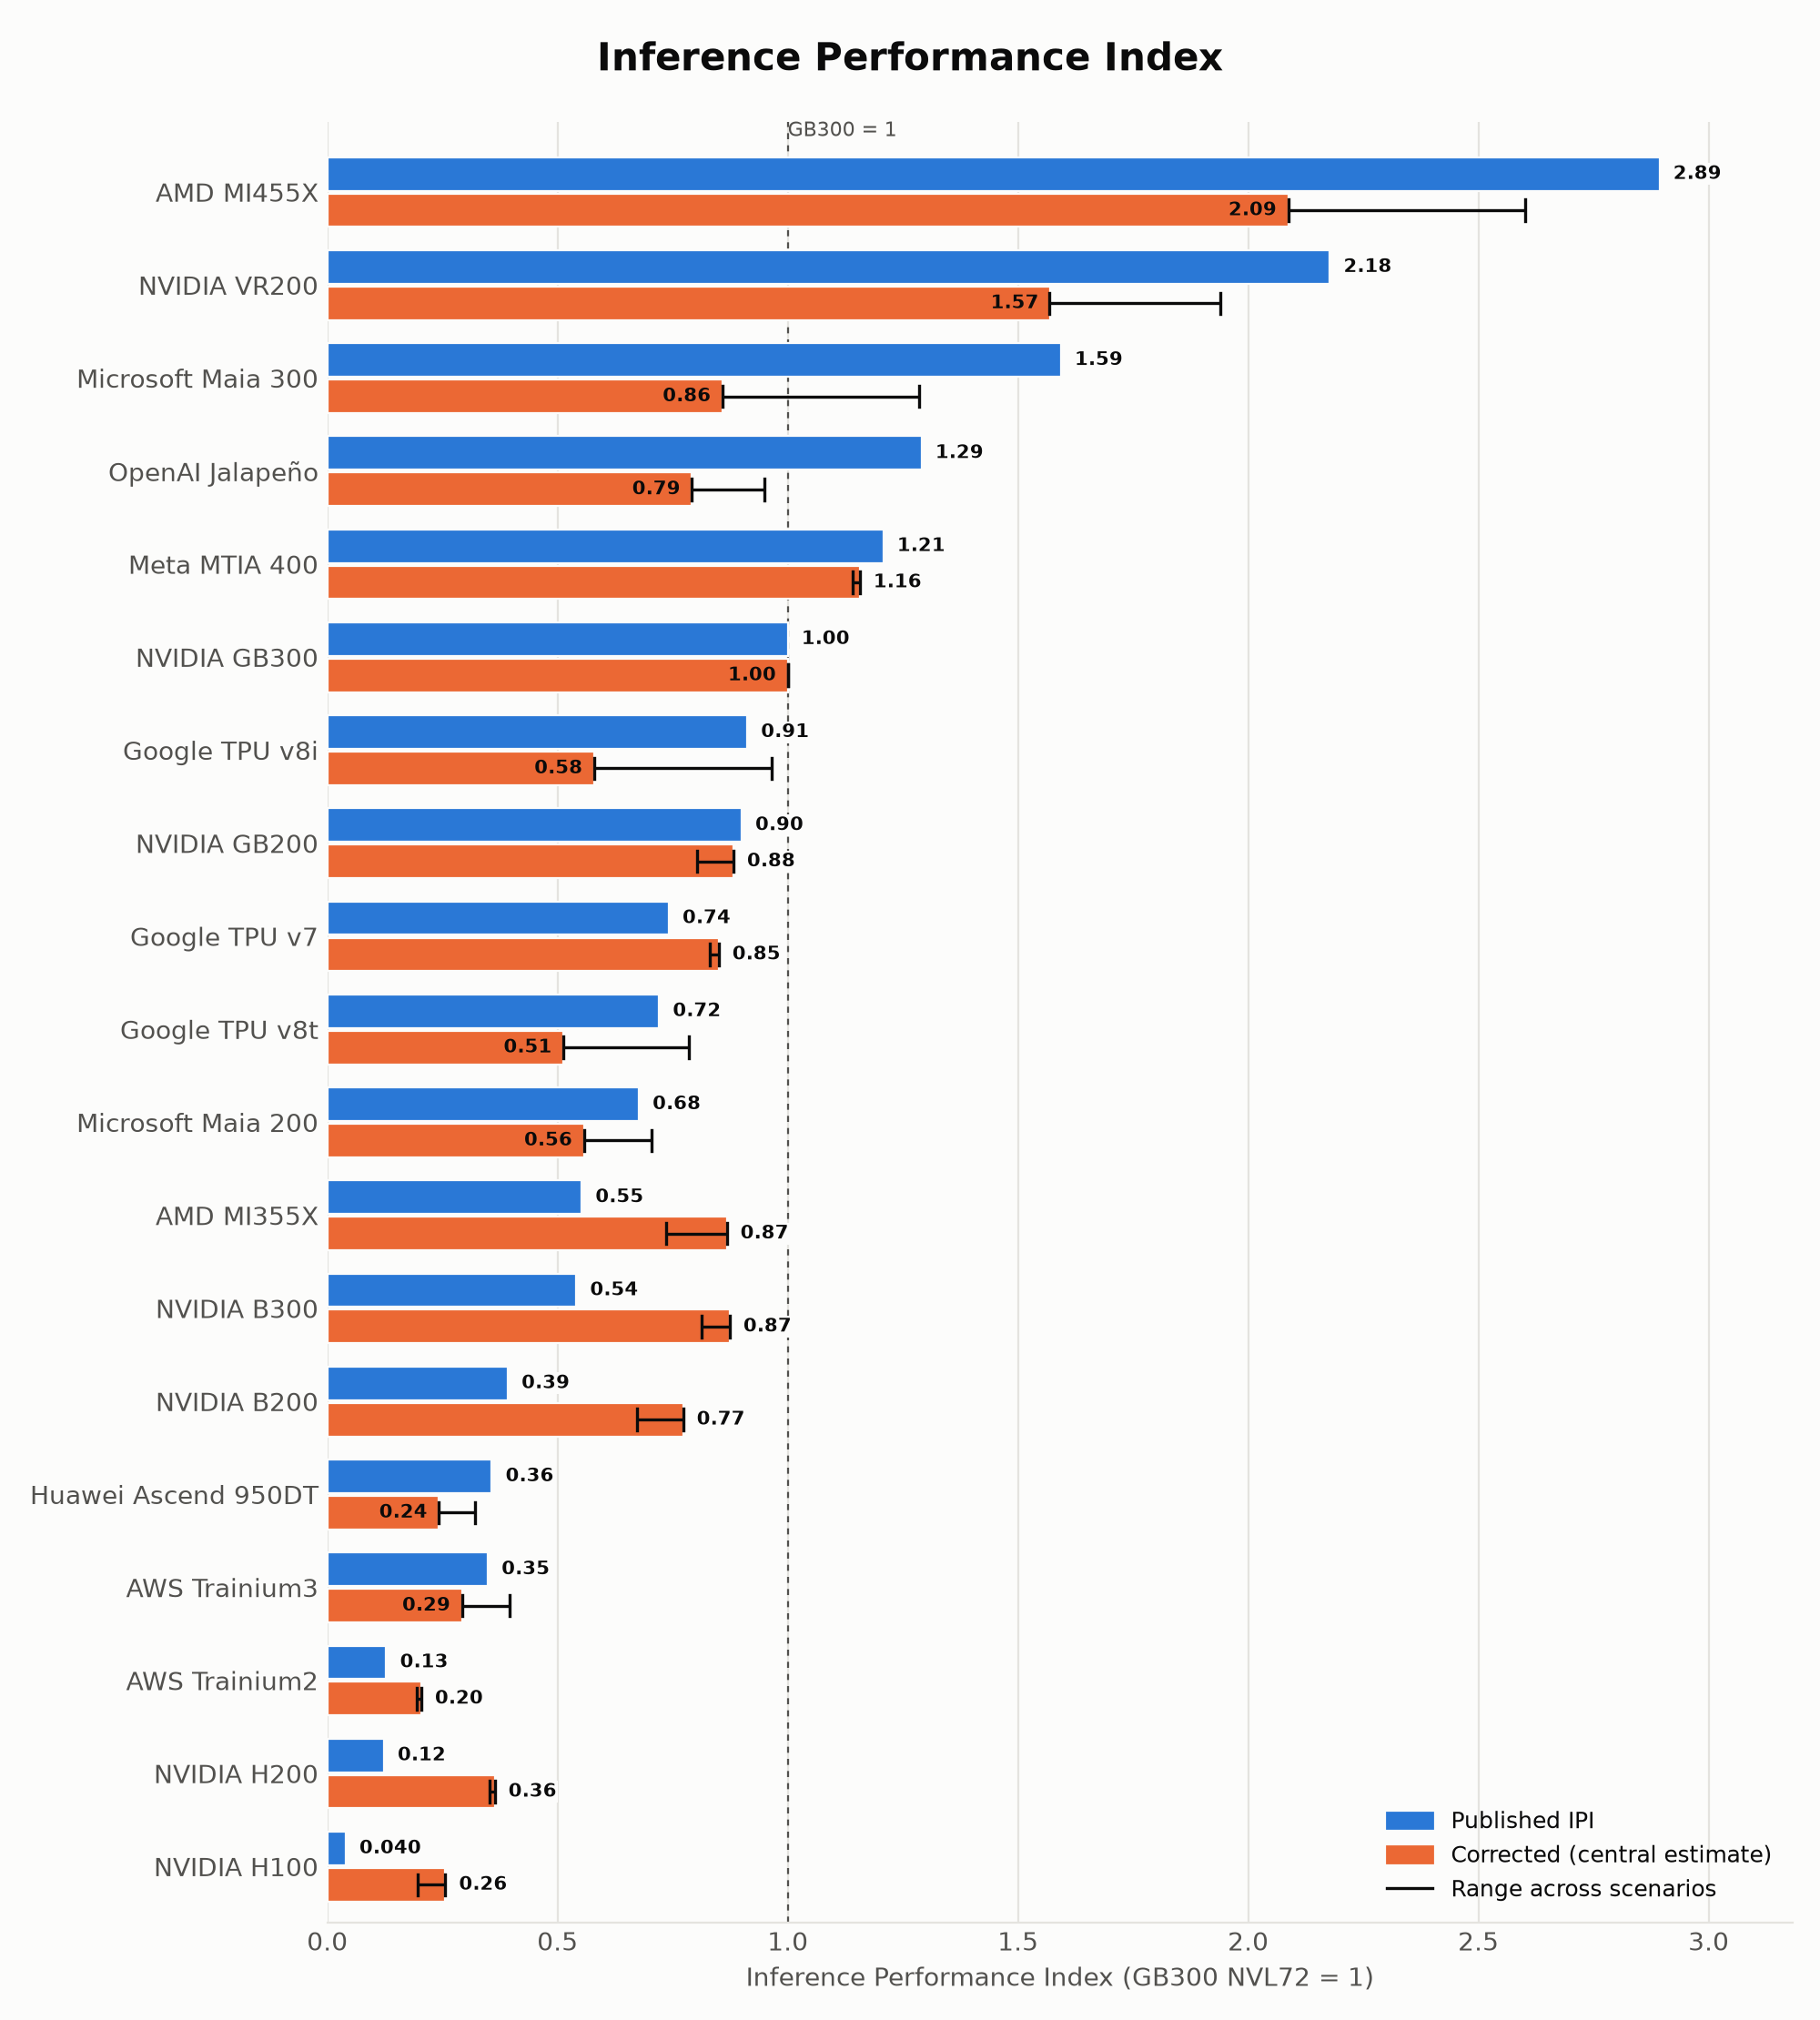 Inference Performance Index
GB300 = 1
AMD MI455X
2.89
2.09
NVIDIA VR200
2.18
1.57
Microsoft Maia 300
1.59
0.86
OpenAI Jalapeño
1.29
0.79
Meta MTIA 400
1.21
1.16
NVIDIA GB300
1.00
1.00
Google TPU v8i
0.91
0.58
NVIDIA GB200
0.90
0.88
Google TPU v7
0.74
0.85
Google TPU v8t
0.72
0.51
Microsoft Maia 200
0.68
0.56
AMD MI355X
0.55
0.87
NVIDIA B300
0.54
0.87
NVIDIA B200
0.39
0.77
Huawei Ascend 950DT
0.36
0.24
AWS Trainium3
0.35
0.29
AWS Trainium2
0.13
0.20
NVIDIA H200
0.12
0.36
NVIDIA H100
0.040
0.26
Published IPI
Corrected (central estimate)
Range across scenarios
0.0 0.5 1.0 1.5 2.0 2.5 3.0
Inference Performance Index (GB300 NVL72 = 1)